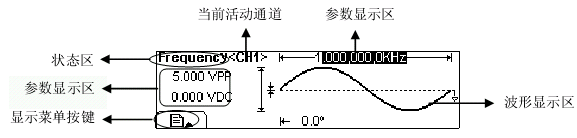 当前活动通道 参数显示区
状态区 Frequency<CH1> 1.000,000,0KHz
参数显示区 5.000 VPP
0.000 VDC 波形显示区
显示菜单按键 0.0°